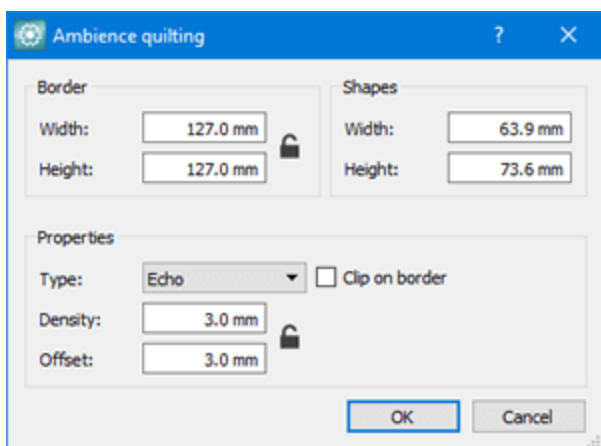 Ambience quilting ?
Border
Width: 127.0 mm
Height: 127.0 mm
Shapes
Width: 63.9 mm
Height: 73.6 mm
Properties
Type: Echo Clip on border
Density: 3.0 mm
Offset: 3.0 mm
OK Cancel